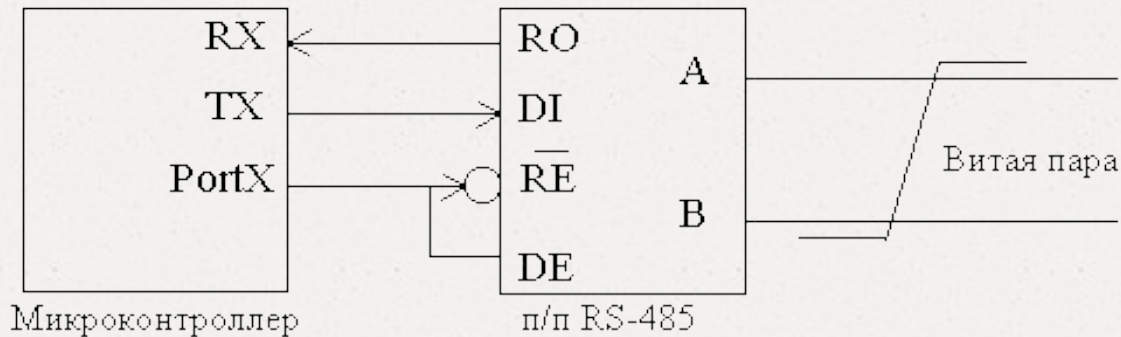 RX
RO
A
TX
DI
PortX
RE
Витая пара
B
DE
Микроконтроллер
п/п RS-485